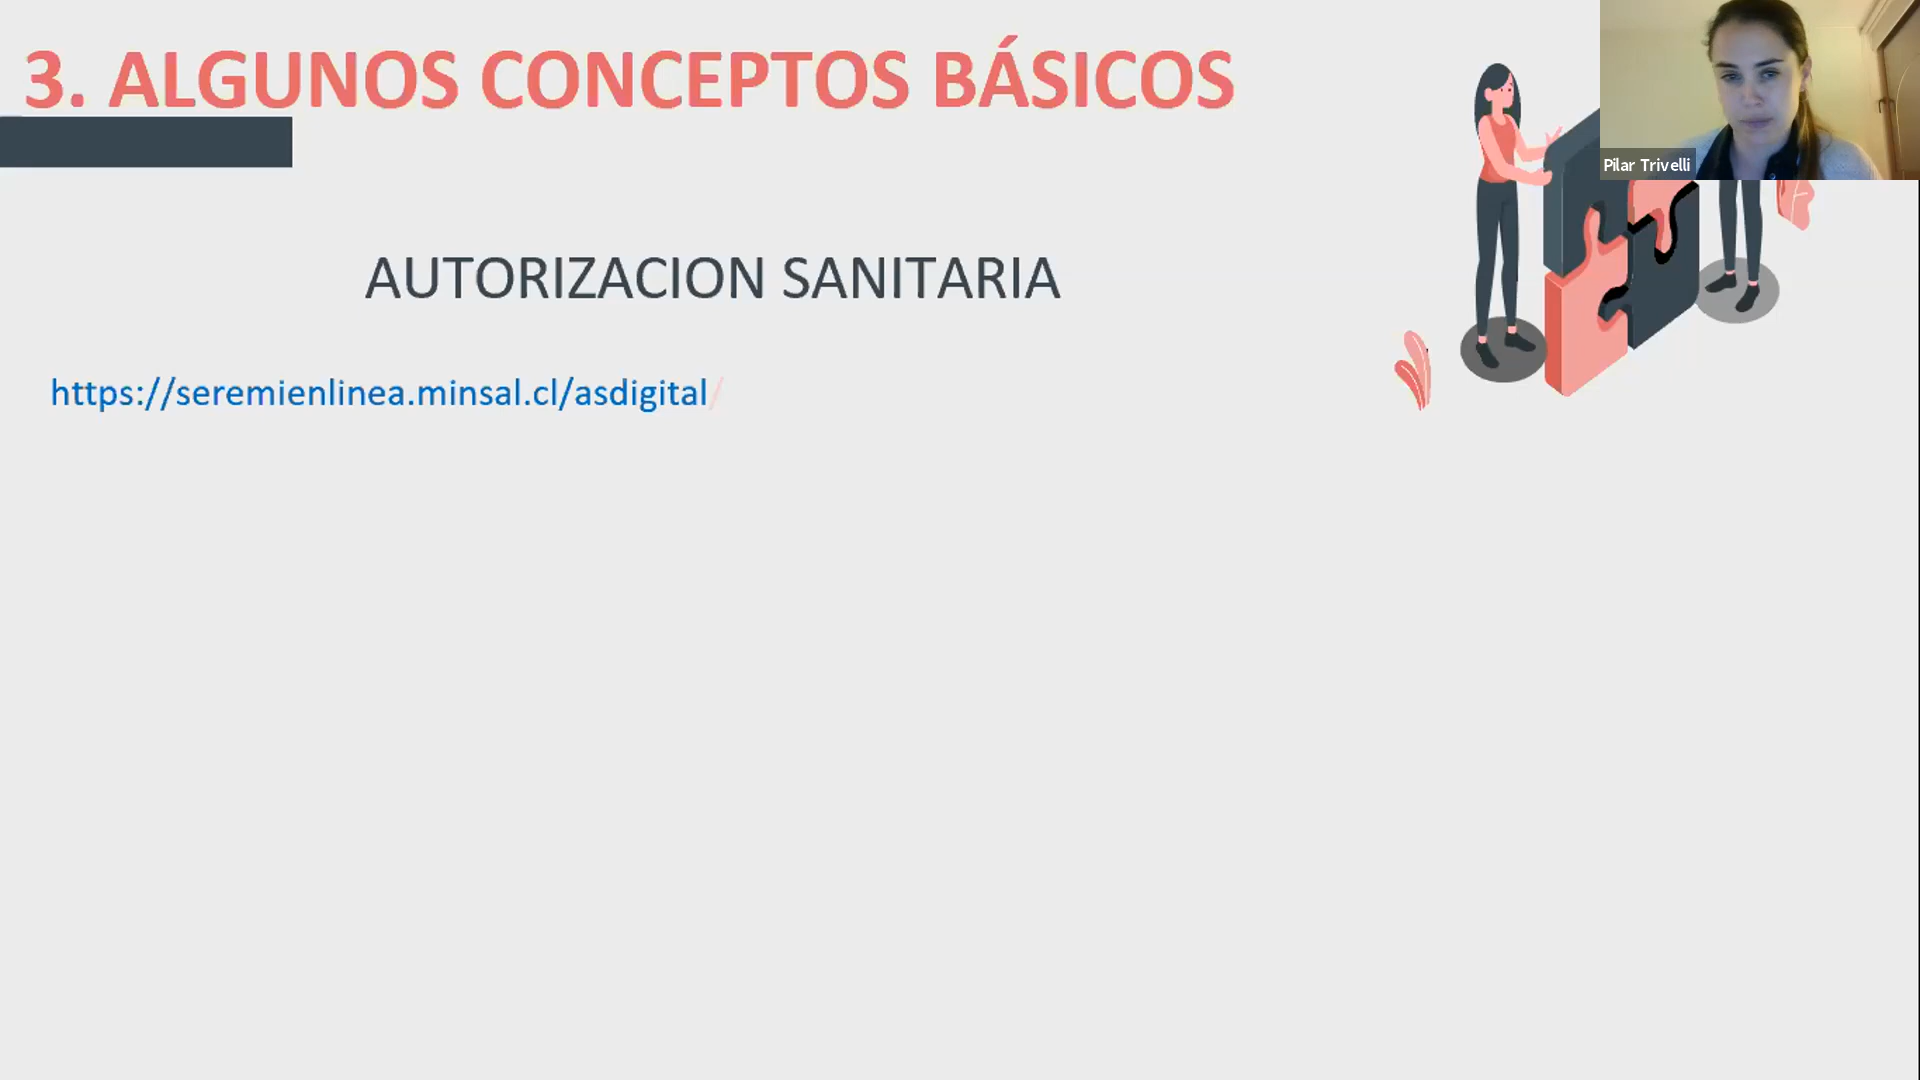 3. ALGUNOS CONCEPTOS BÁSICOS
Pilar Trivelli
AUTORIZACION SANITARIA
https://seremienlinea.minsal.cl/asdigital/